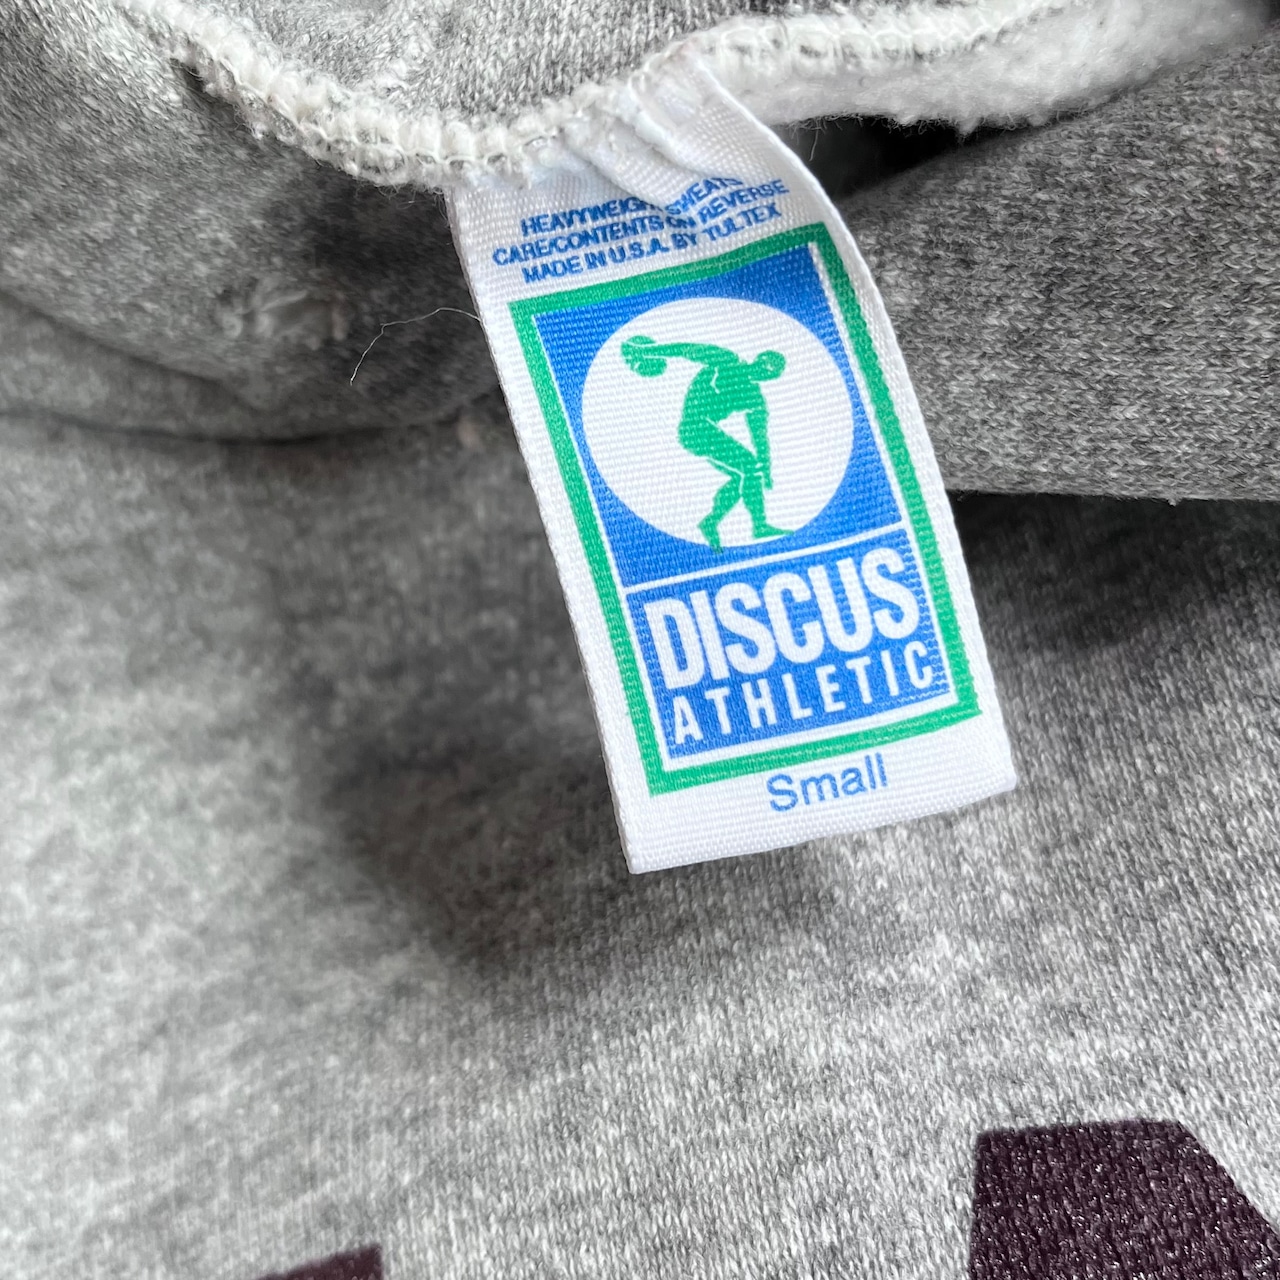 HEAVYWEIGHT SWEATS
CARE/CONTENTS ON REVERSE
MADE IN U.S.A. BY TULTEX
DISCUS
ATHLETIC
Small